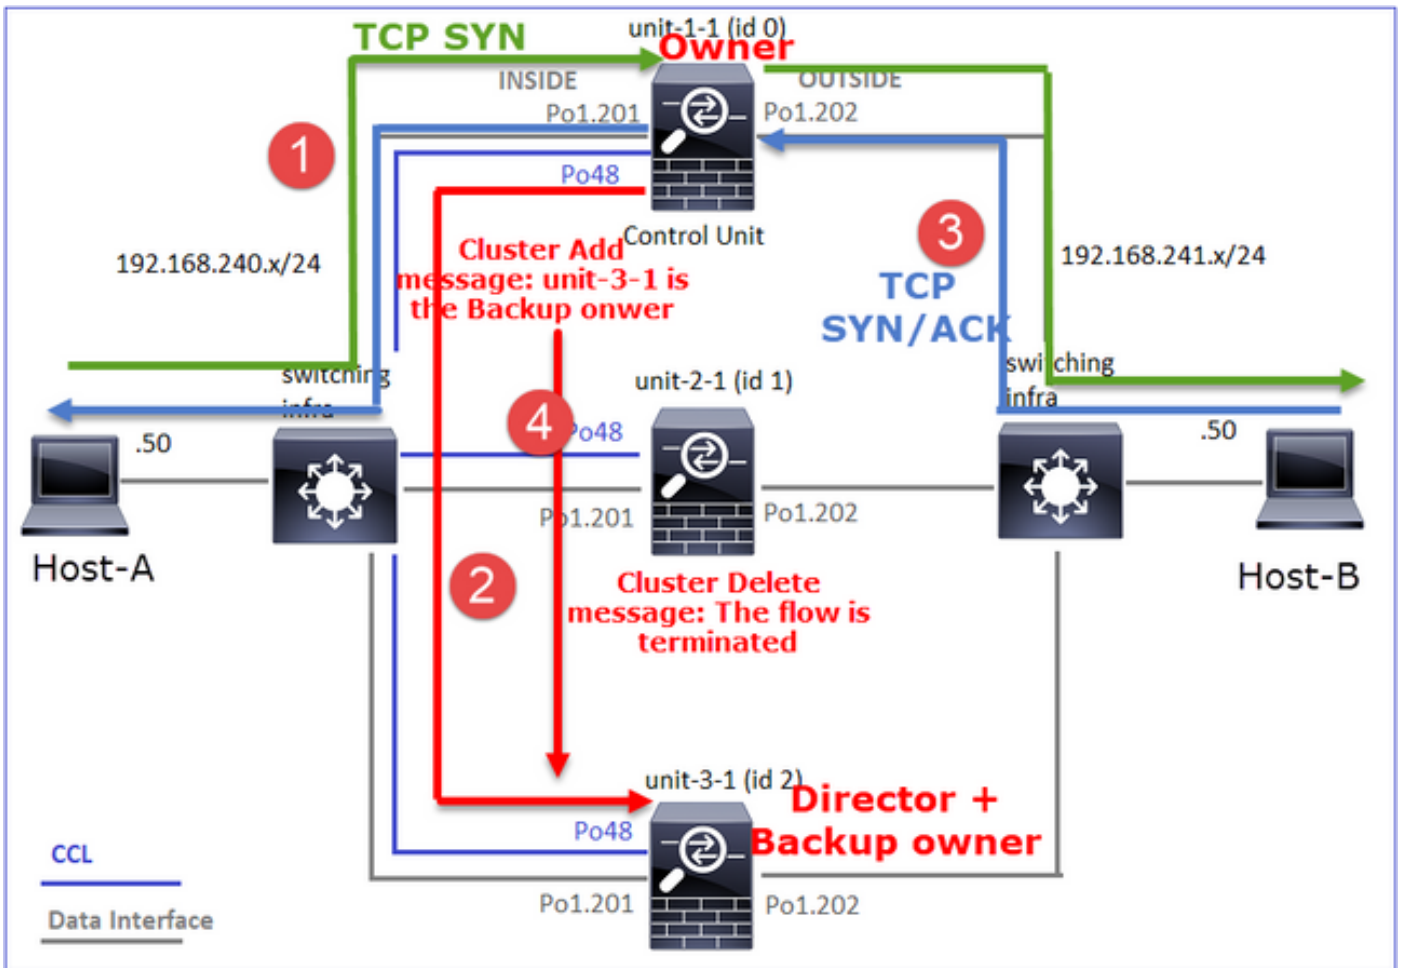 TCP SYN
unit-1-1 (id 0)
Owner
INSIDE
OUTSIDE
Po1.201
Po1.202
1
Po48
Control Unit
3
192.168.240.x/24
192.168.241.x/24
Cluster Add
message: unit-3-1 is
the Backup onwer
TCP
SYN/ACK
switching
infra
switching
infra
unit-2-1 (id 1)
4
Po48
.50
.50
Po1.201
Po1.202
Host-A
Host-B
2
Cluster Delete
message: The flow is
terminated
unit-3-1 (id 2)
Director +
Backup owner
Po48
CCL
Po1.201
Po1.202
Data Interface